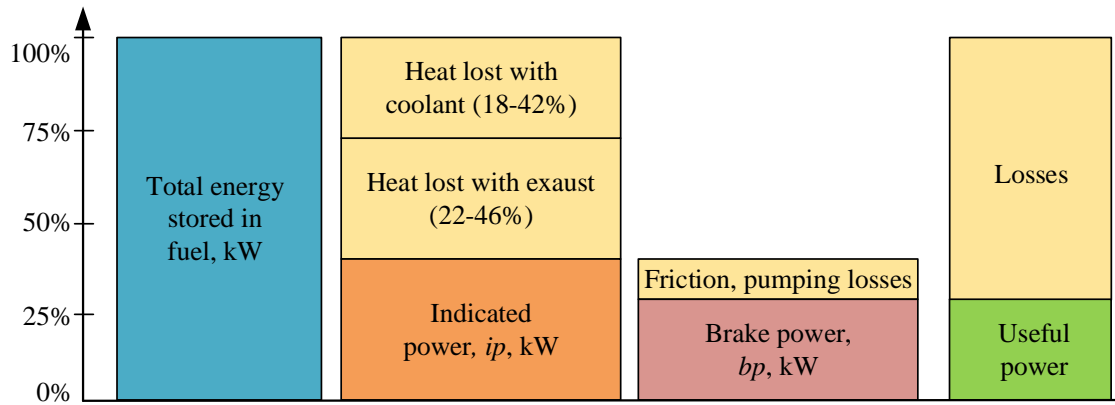 100%
75%
50%
25%
0%
Total energy
stored in
fuel, kW
Heat lost with
coolant (18-42%)
Heat lost with exaust
(22-46%)
Indicated
power, ip, kW
Friction, pumping losses
Brake power,
bp, kW
Losses
Useful
power